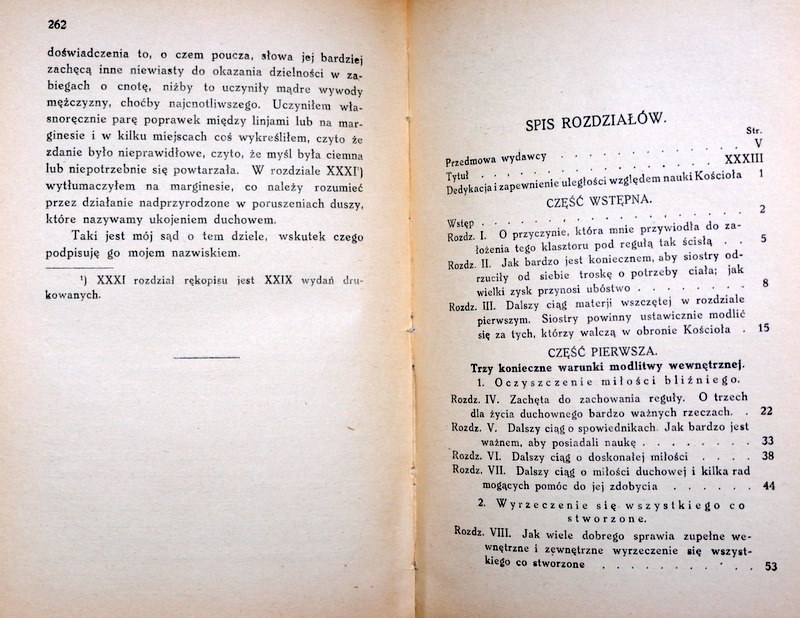 262
doświadczenia to, o czem poucza, słowa jej bardziej
zachęcą inne niewiasty do okazania dzielności w za-
biegach o cnotę, niżby to uczyniły mądre wywody
mężczyzny, choćby najcnotliwszego. Uczyniłem wła-
snoręcznie parę poprawek między linjami lub na mar-
ginesie i w kilku miejscach coś wykreśliłem, czyto że
zdanie było nieprawidłowe, czyto, że myśl była ciemna
lub niepotrzebnie się powtarzała. W rozdziale XXXI¹)
wytłumaczyłem na marginesie, co należy rozumieć
przez działanie nadprzyrodzone w poruszeniach duszy,
które nazywamy ukojeniem duchowem.
Taki jest mój sąd o tem dziele, wskutek czego
podpisuję go mojem nazwiskiem.
¹) XXXI rozdział rękopisu jest XXIX wydań dru-
kowanych.
SPIS ROZDZIAŁÓW.
Str.
Przedmowa wydawcy . . . . . . . . . . . V
Tytuł . . . . . . . . . . . . . . XXXIII
Dedykacja i zapewnienie uległości względem nauki Kościoła 1
CZĘŚĆ WSTĘPNA.
Wstęp . . . . . . . . . . . . . . . . 2
Rozdz. I. O przyczynie, która mnie przywiodła do za-
łożenia tego klasztoru pod regułą tak ścisłą . . 5
Rozdz. II. Jak bardzo jest koniecznem, aby siostry od-
rzuciły od siebie troskę o potrzeby ciała; jak
wielki zysk przynosi ubóstwo . . . . . . . . 8
Rozdz. III. Dalszy ciąg materji wszczętej w rozdziale
pierwszym. Siostry powinny ustawicznie modlić
się za tych, którzy walczą w obronie Kościoła . 15
CZĘŚĆ PIERWSZA.
Trzy konieczne warunki modlitwy wewnętrznej.
1. Oczyszczenie miłości bliźniego.
Rozdz. IV. Zachęta do zachowania reguły. O trzech
dla życia duchownego bardzo ważnych rzeczach. . 22
Rozdz. V. Dalszy ciąg o spowiednikach. Jak bardzo jest
ważnem, aby posiadali naukę . . . . . . . . 33
Rozdz. VI. Dalszy ciąg o doskonałej miłości . . . . 38
Rozdz. VII. Dalszy ciąg o miłości duchowej i kilka rad
mogących pomóc do jej zdobycia . . . . . . 44
2. Wyrzeczenie się wszystkiego co
stworzone.
Rozdz. VIII. Jak wiele dobrego sprawia zupełne we-
wnętrzne i zewnętrzne wyrzeczenie się wszyst-
kiego co stworzone . . . . . . . . . . . 53